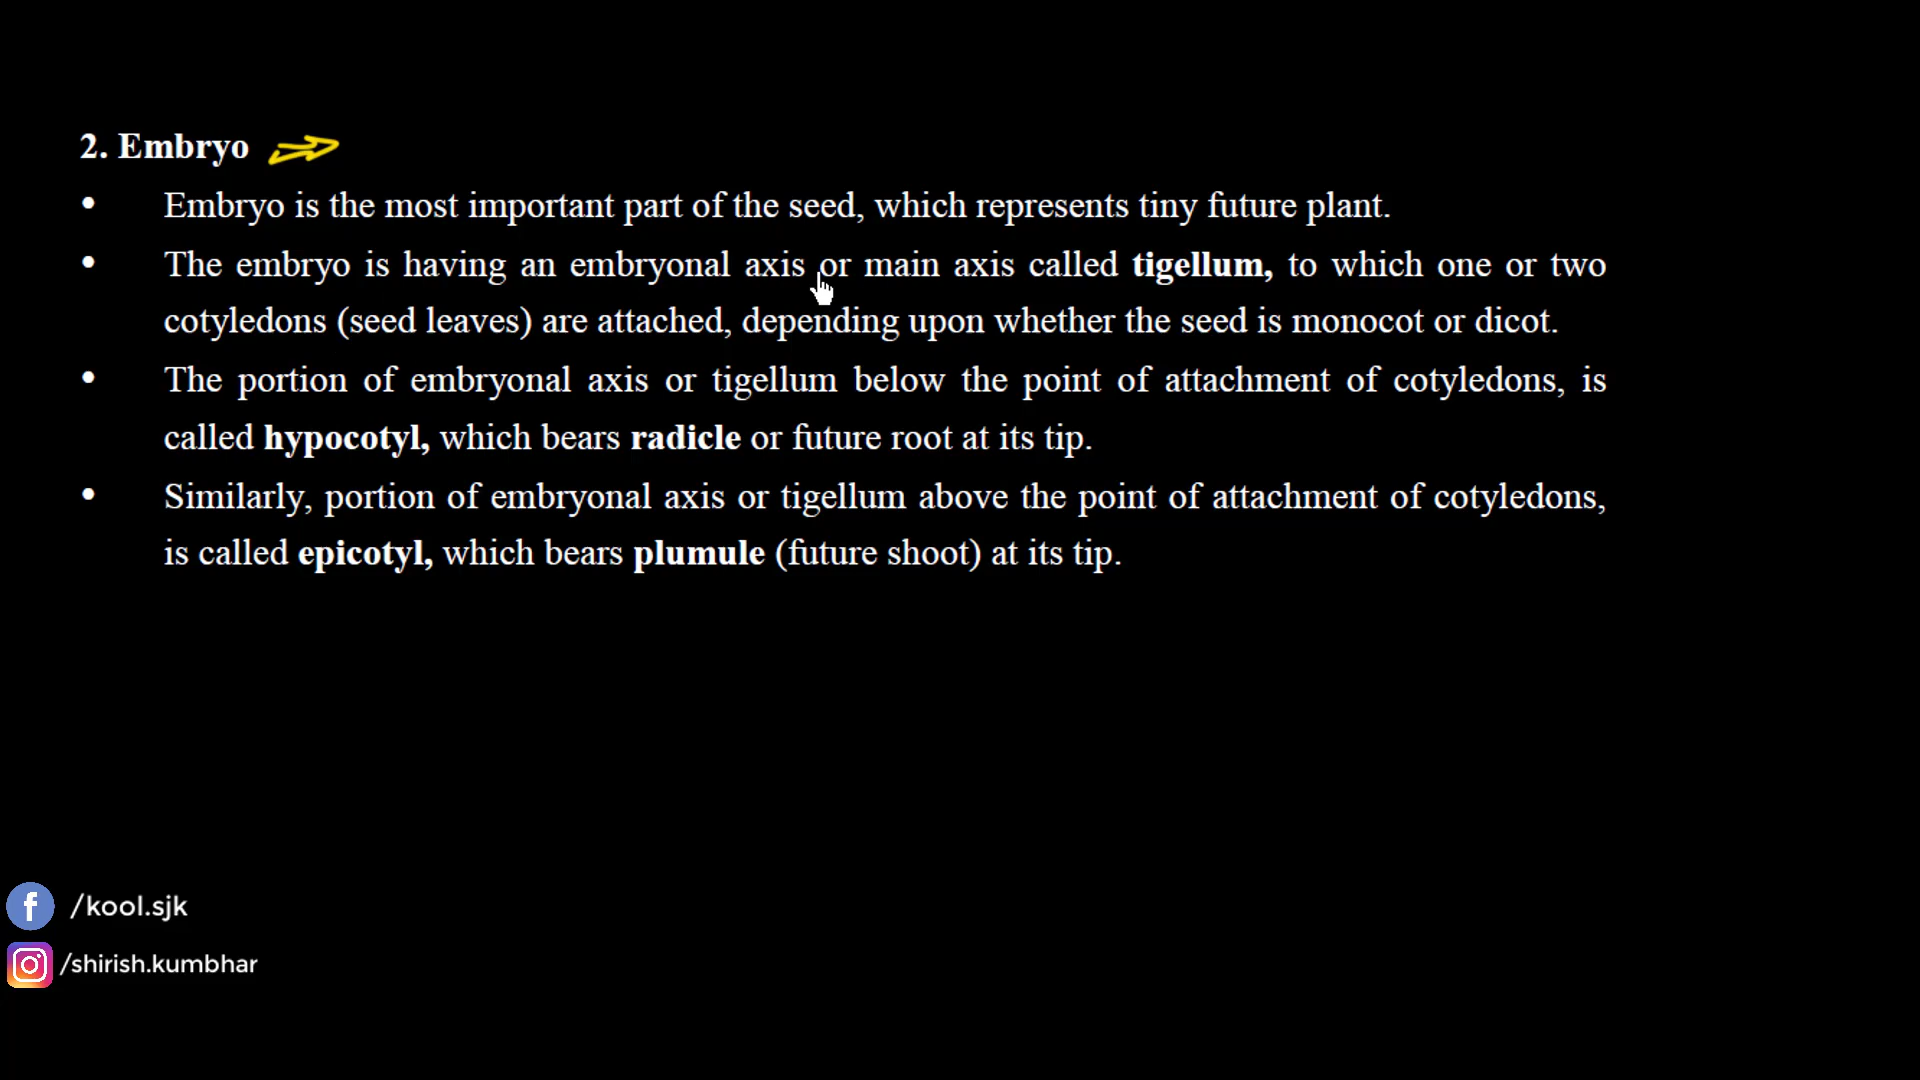 2. Embryo
• Embryo is the most important part of the seed, which represents tiny future plant.
• The embryo is having an embryonal axis or main axis called tigellum, to which one or two
cotyledons (seed leaves) are attached, depending upon whether the seed is monocot or dicot.
• The portion of embryonal axis or tigellum below the point of attachment of cotyledons, is
called hypocotyl, which bears radicle or future root at its tip.
• Similarly, portion of embryonal axis or tigellum above the point of attachment of cotyledons,
is called epicotyl, which bears plumule (future shoot) at its tip.
/kool.sjk
/shirish.kumbhar